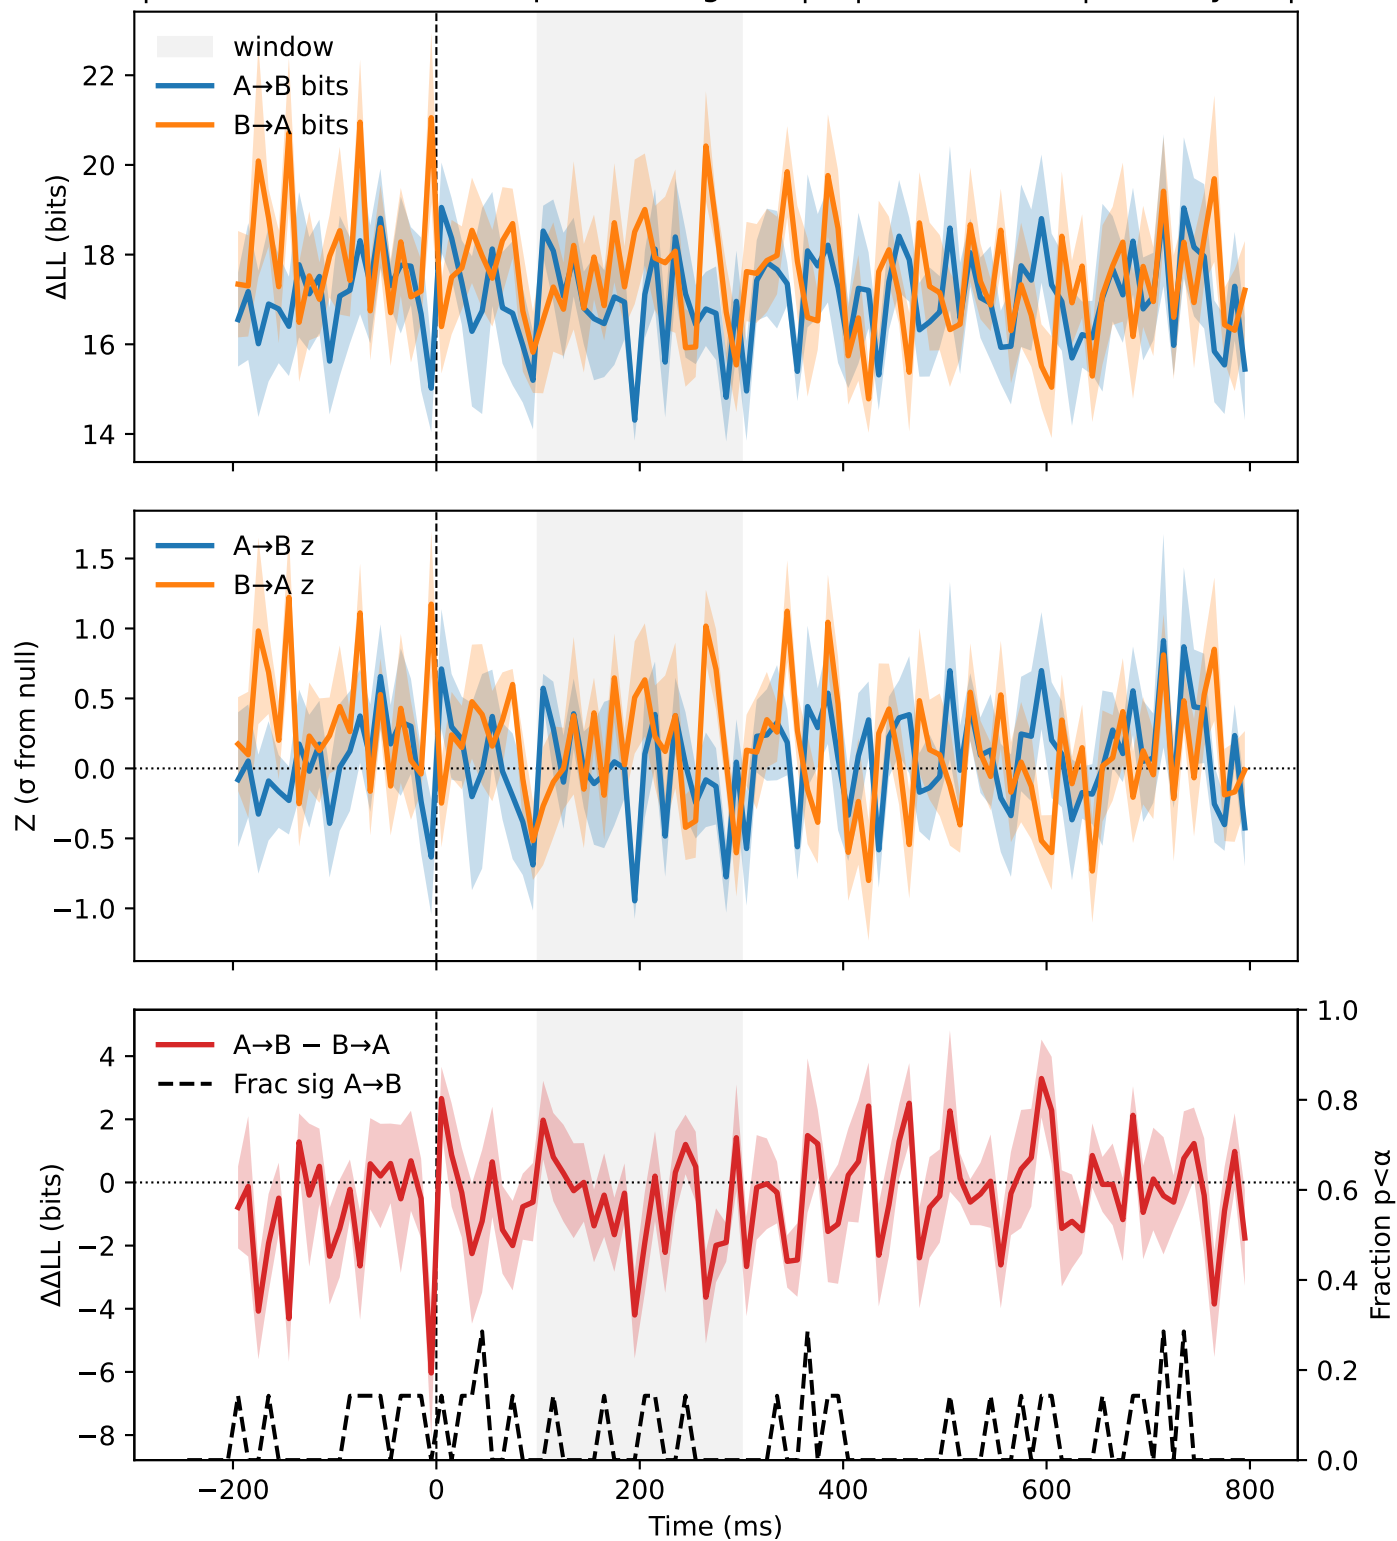 window
A→B bits
B→A bits
ΔLL (bits)
22
20
18
16
14
A→B z
B→A z
Z (σ from null)
1.5
1.0
0.5
0.0
−0.5
−1.0
A→B − B→A
Frac sig A→B
ΔΔLL (bits)
4
2
0
−2
−4
−6
−8
1.0
0.8
0.6
0.4
0.2
0.0
Fraction p<α
−200
0
200
400
600
800
Time (ms)